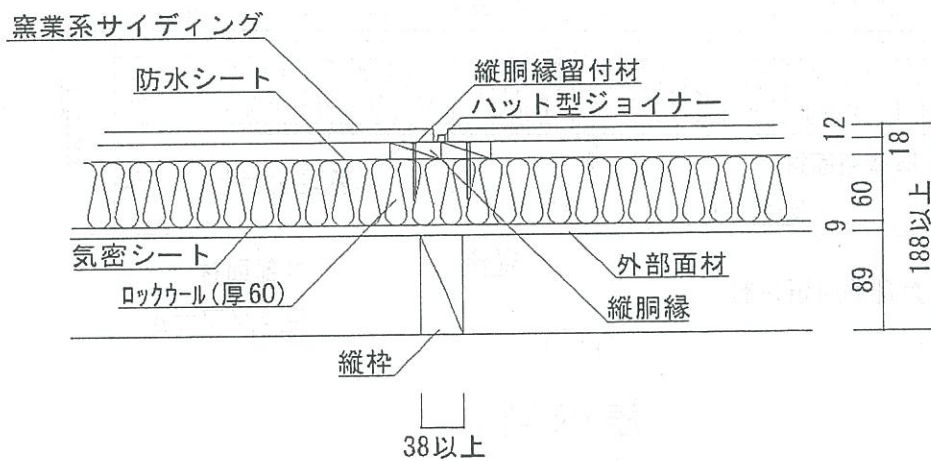 窯業系サイディング
防水シート
縦胴縁留付材
ハット型ジョイナー
12
18
60
9
89
188以上
気密シート
外部面材
ロックウール(厚60)
縦胴縁
縦枠
38以上